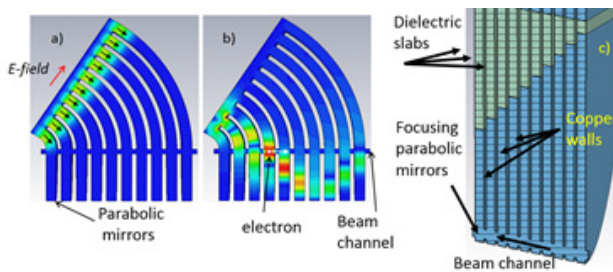 a)
E-field
Parabolic
mirrors
b)
electron
Beam
channel
Dielectric
slabs
c)
Copper
walls
Focusing
parabolic
mirrors
Beam channel